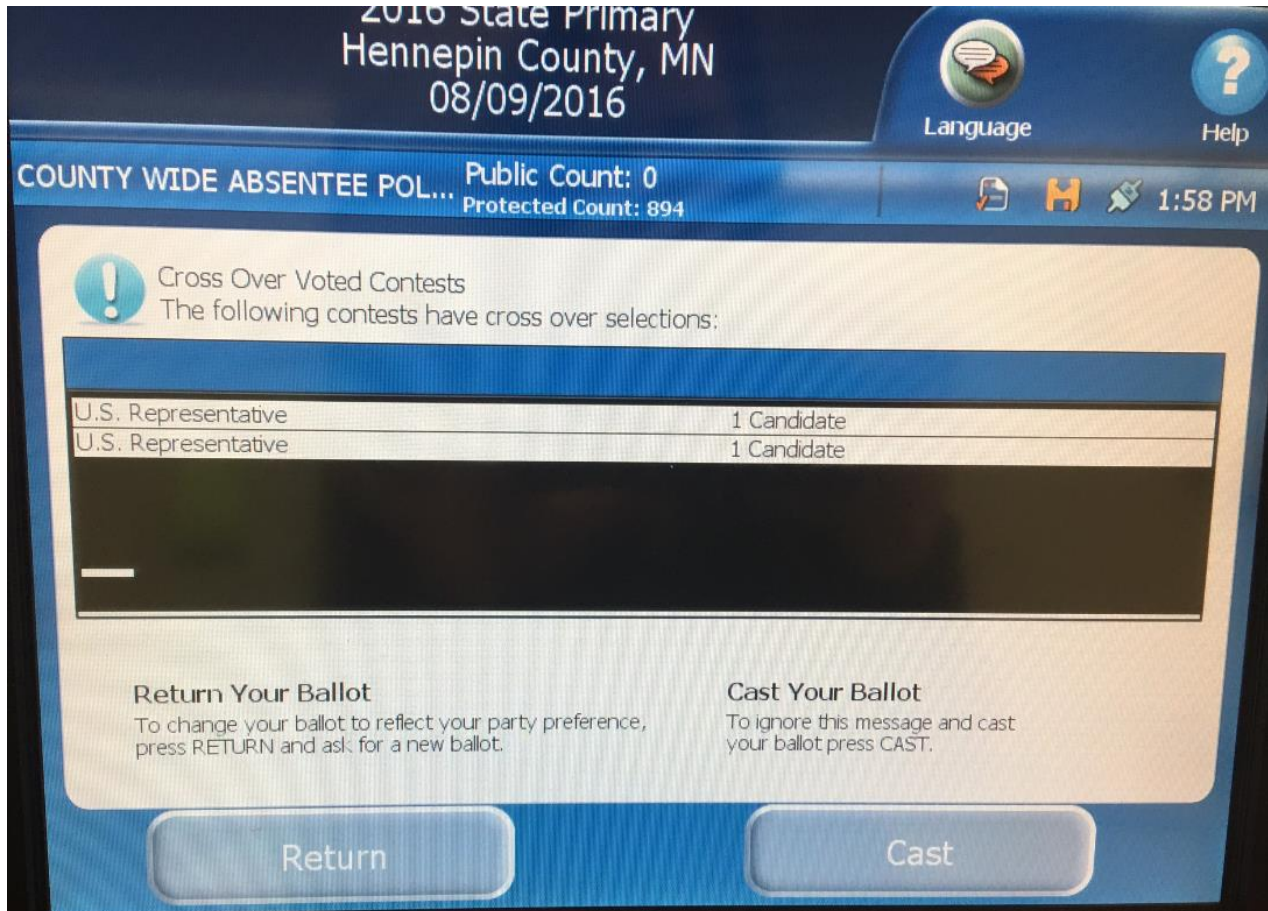 2016 State Primary
Hennepin County, MN
08/09/2016
Language
Help
COUNTY WIDE ABSENTEE POL...
Public Count: 0
Protected Count: 894
1:58 PM
Cross Over Voted Contests
The following contests have cross over selections:
U.S. Representative 1 Candidate
U.S. Representative 1 Candidate
Return Your Ballot
To change your ballot to reflect your party preference,
press RETURN and ask for a new ballot.
Cast Your Ballot
To ignore this message and cast
your ballot press CAST.
Return
Cast